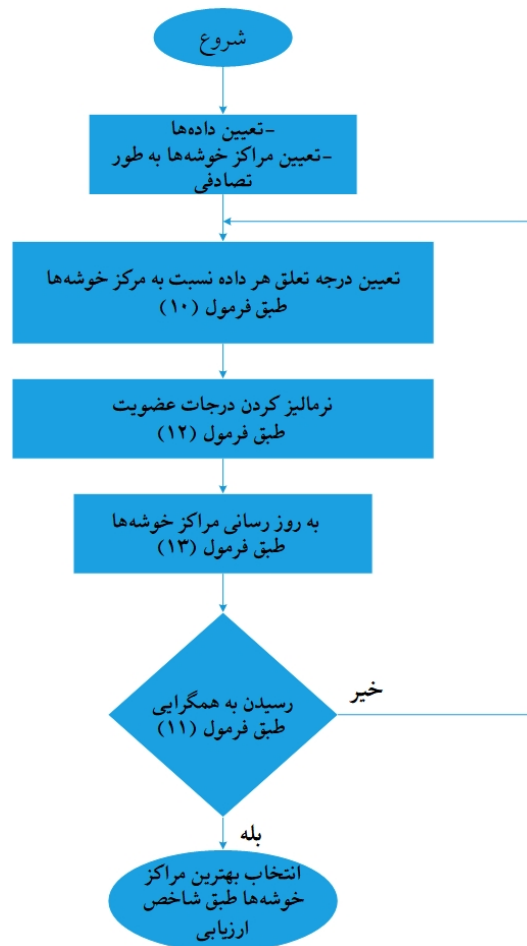 شروع
-تعیین داده‌ها
-تعیین مراکز خوشه‌ها به طور
تصادفی
تعیین درجه تعلق هر داده نسبت به مرکز خوشه‌ها
طبق فرمول (۱۰)
نرمالیز کردن درجات عضویت
طبق فرمول (۱۲)
به روز رسانی مراکز خوشه‌ها
طبق فرمول (۱۳)
رسیدن به همگرایی
طبق فرمول (۱۱)
خیر
بله
انتخاب بهترین مراکز
خوشه‌ها طبق شاخص
ارزیابی